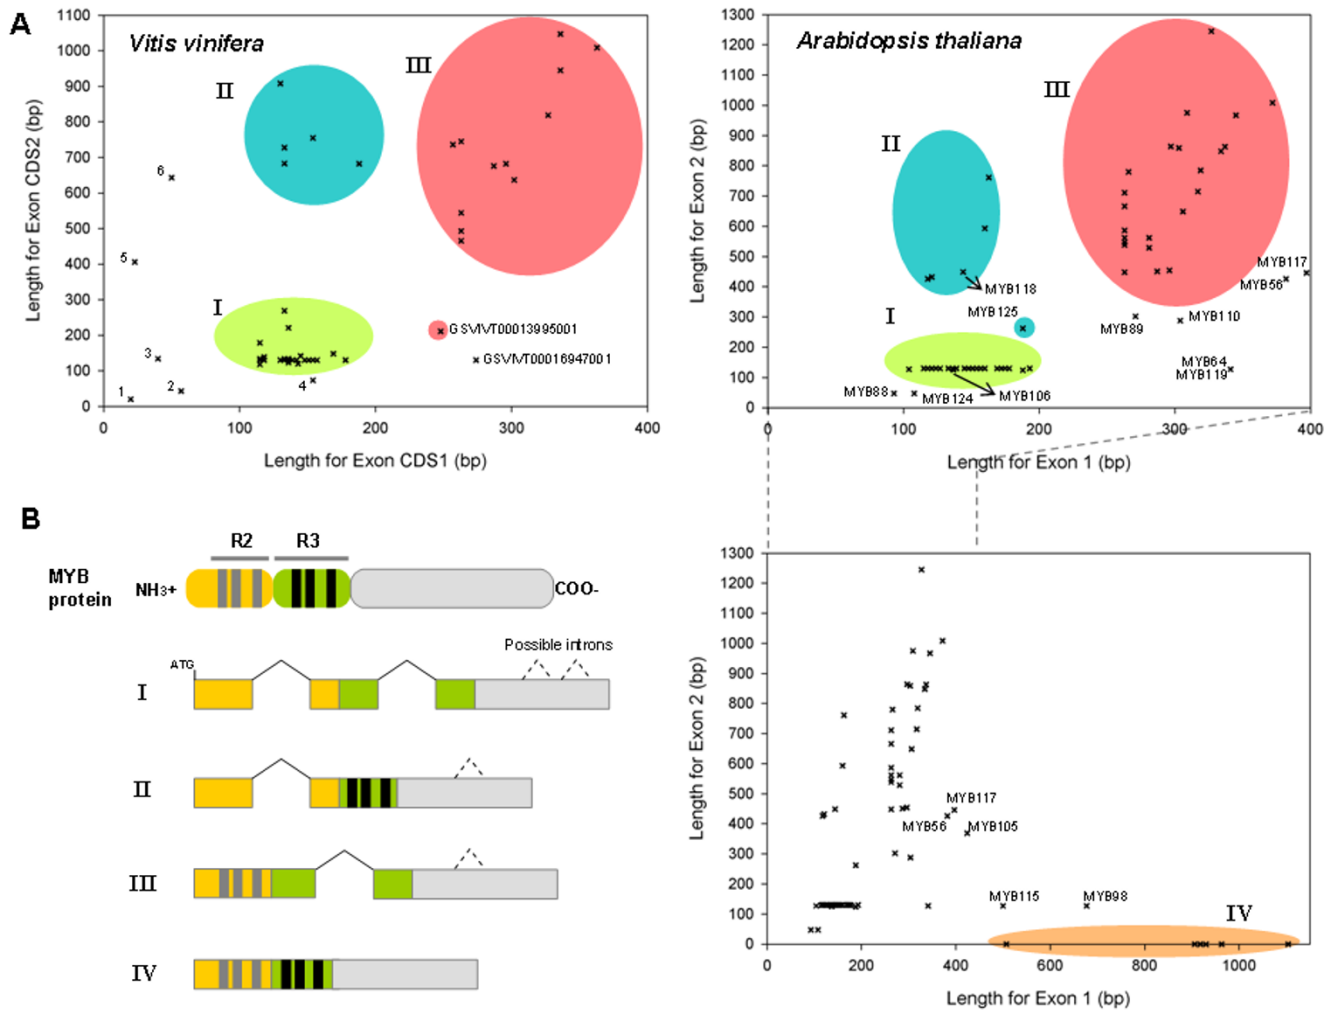 A
Vitis vinifera
Length for Exon CDS2 (bp)
1100
1000
900
800
700
600
500
400
300
200
100
0
II
III
I
6
5
3
4
2
1
GSVIVT00013995001
GSVIVT00016947001
0
100
200
300
400
Length for Exon CDS1 (bp)
Arabidopsis thaliana
Length for Exon 2 (bp)
1300
1200
1100
1000
900
800
700
600
500
400
300
200
100
0
III
II
I
MYB117
MYB56
MYB118
MYB125
MYB89
MYB110
MYB64
MYB119
MYB88
MYB124
MYB106
0
100
200
300
400
Length for Exon 1 (bp)
B
R2
R3
MYB
protein
NH3+
COO-
Possible introns
ATG
I
II
III
IV
Length for Exon 2 (bp)
1300
1200
1100
1000
900
800
700
600
500
400
300
200
100
0
MYB117
MYB56
MYB105
MYB115
MYB98
IV
0
200
400
600
800
1000
Length for Exon 1 (bp)